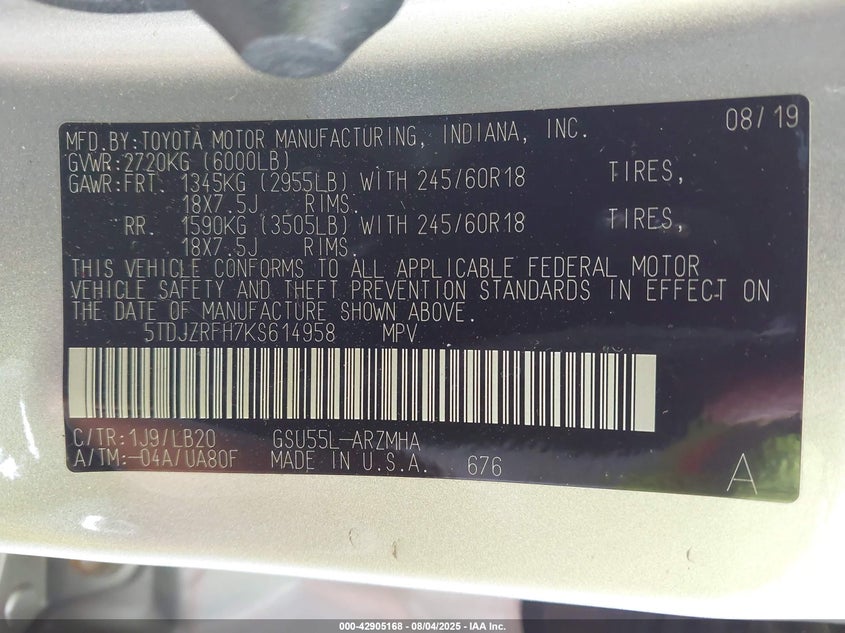 08/19
MFD.BY:TOYOTA MOTOR MANUFACTURING, INDIANA, INC.
GVWR:2720KG (6000LB)
GAWR:FRT. 1345KG (2955LB) WITH 245/60R18 TIRES,
18X7.5J RIMS.
RR. 1590KG (3505LB) WITH 245/60R18 TIRES,
18X7.5J RIMS.
THIS VEHICLE CONFORMS TO ALL APPLICABLE FEDERAL MOTOR
VEHICLE SAFETY AND THEFT PREVENTION STANDARDS IN EFFECT ON
THE DATE OF MANUFACTURE SHOWN ABOVE.
5TDJZRFH7KS614958 MPV
C/TR:1J9/LB20 GSU55L-ARZMHA
A/TM:-04A/UA80F MADE IN U.S.A. 676
A
000-42905168 - 08/04/2025 - IAA Inc.